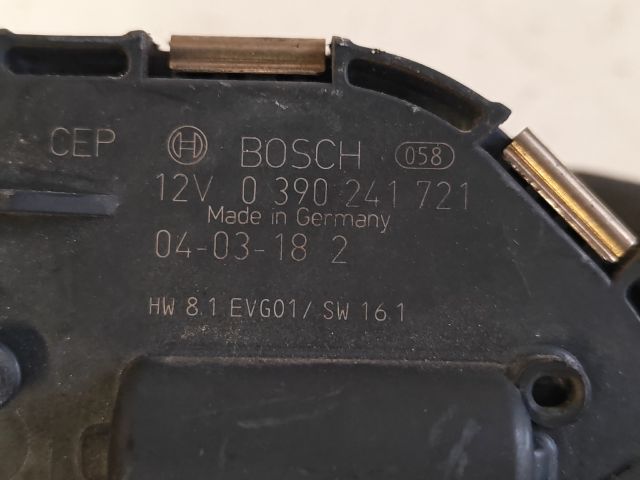 CEP BOSCH 058
12V 0 390 241 721
Made in Germany
04-03-18 2
HW 8.1 EVG01/ SW 16.1